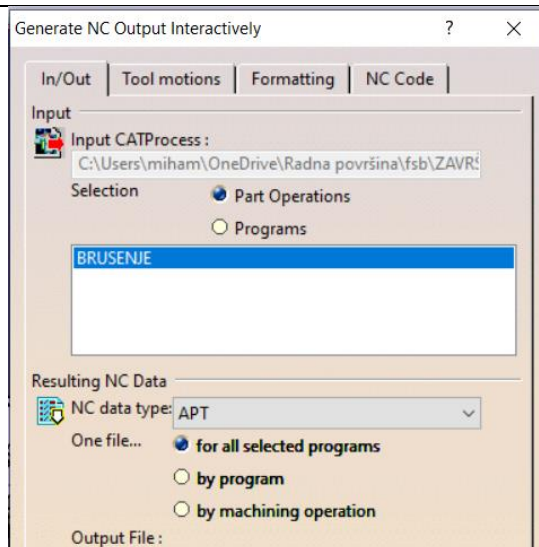 Generate NC Output Interactively ? ×
In/Out Tool motions Formatting NC Code
Input
Input CATProcess :
C:\Users\miham\OneDrive\Radna površina\fsb\ZAVRŠ
Selection Part Operations
Programs
BRUSENJE
Resulting NC Data
NC data type: APT
One file... for all selected programs
by program
by machining operation
Output File :